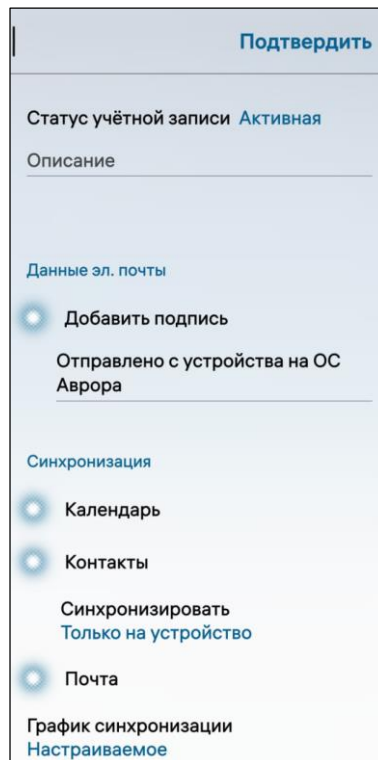 Подтвердить
Статус учётной записи Активная
Описание
Данные эл. почты
Добавить подпись
Отправлено с устройства на ОС
Аврора
Синхронизация
Календарь
Контакты
Синхронизировать
Только на устройство
Почта
График синхронизации
Настраиваемое